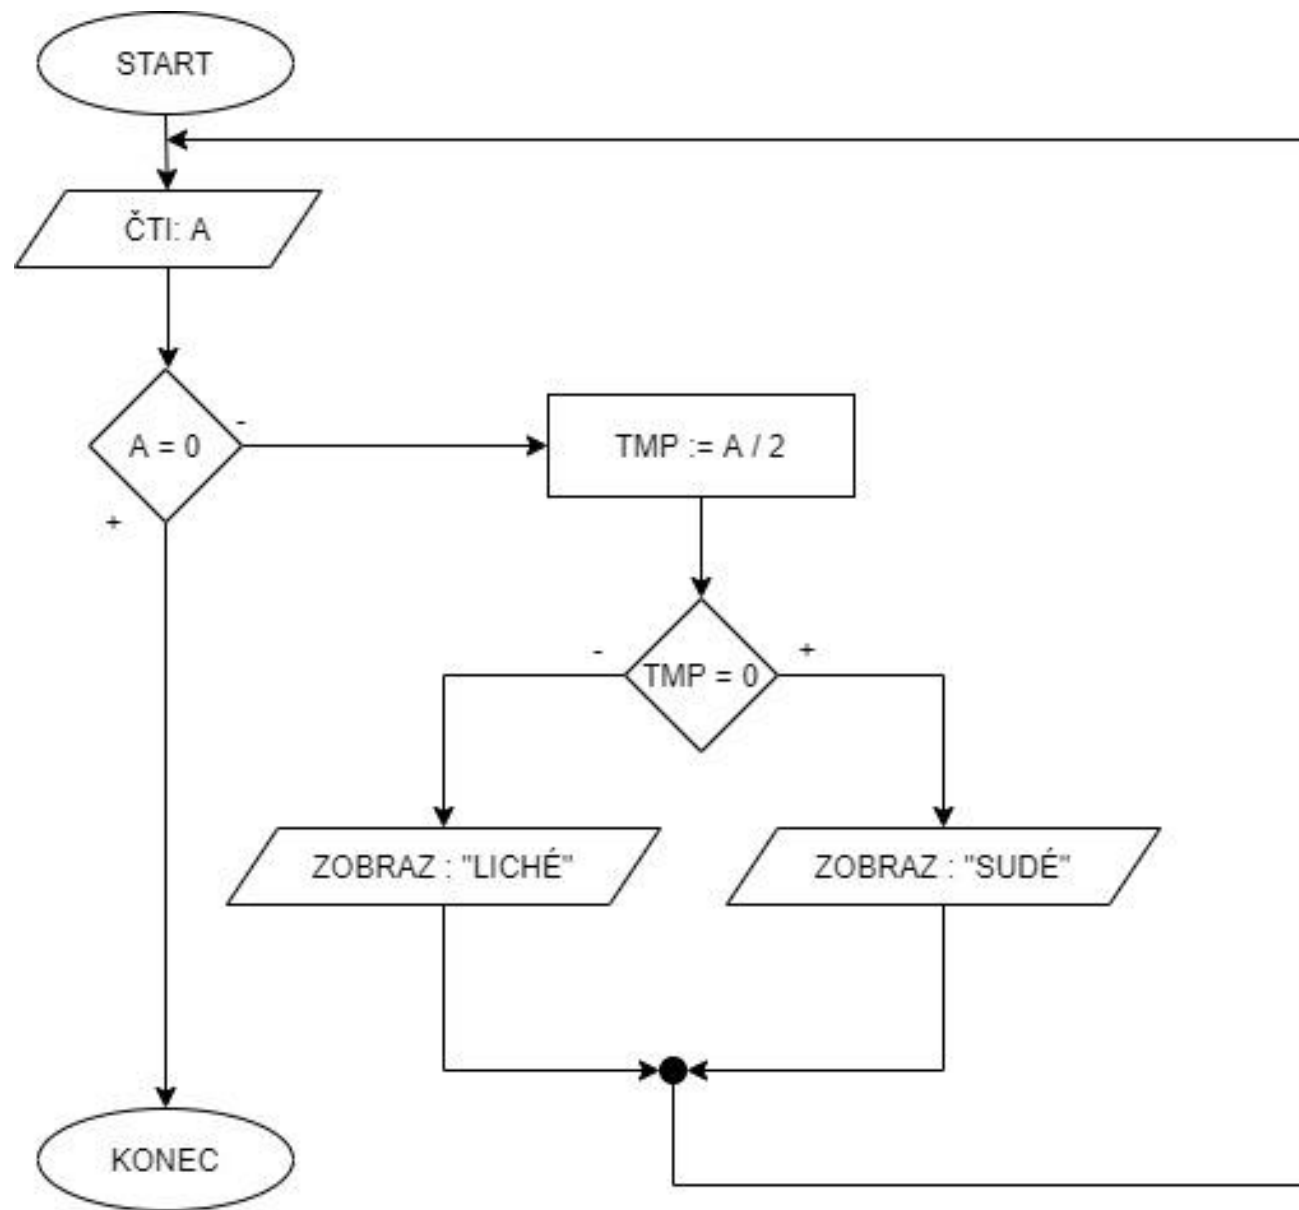 START
ČTI: A
A = 0
-
+
TMP := A / 2
TMP = 0
-
+
ZOBRAZ : "LICHÉ"
ZOBRAZ : "SUDÉ"
KONEC